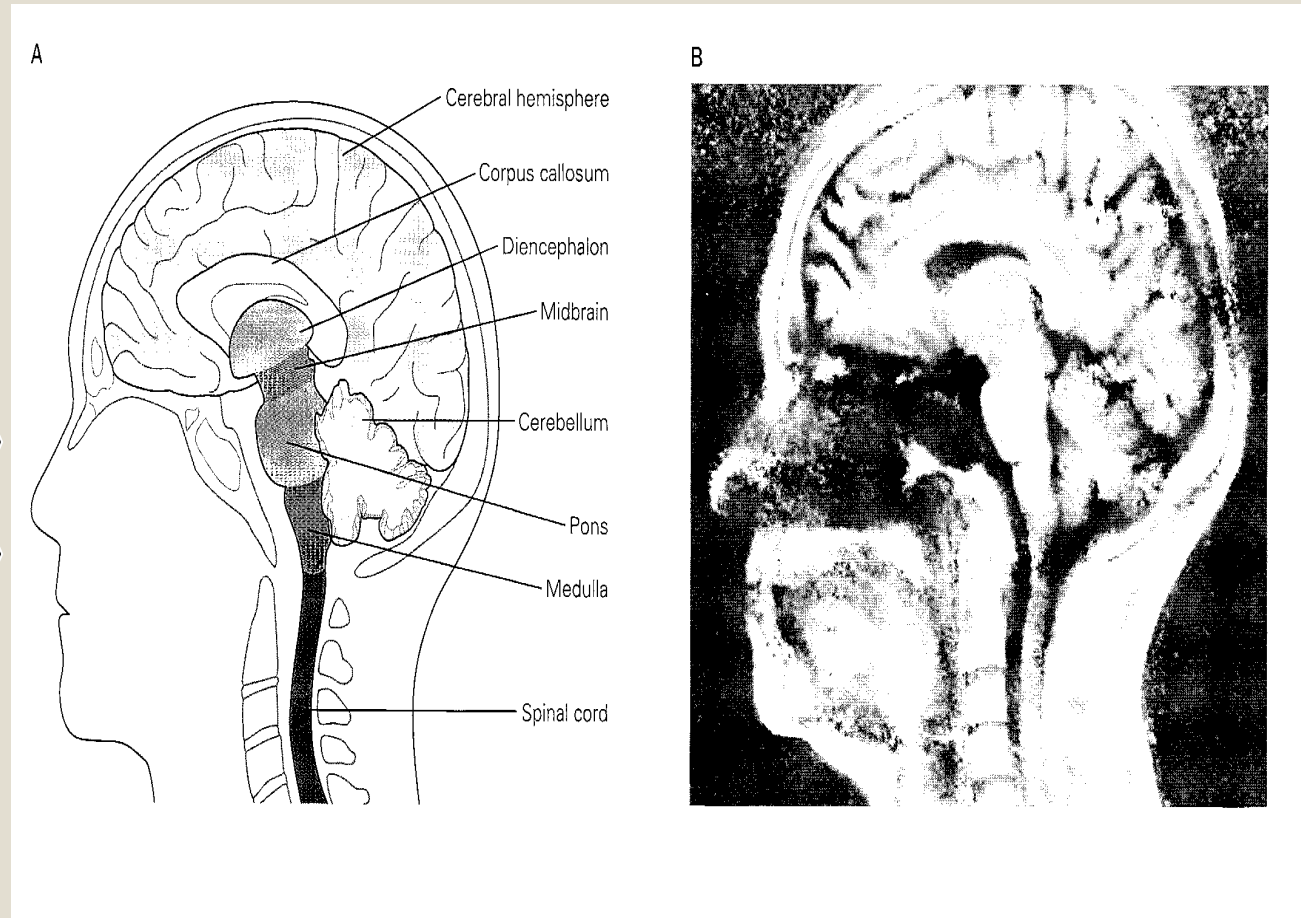 A
B
Cerebral hemisphere
Corpus callosum
Diencephalon
Midbrain
Cerebellum
Pons
Medulla
Spinal cord